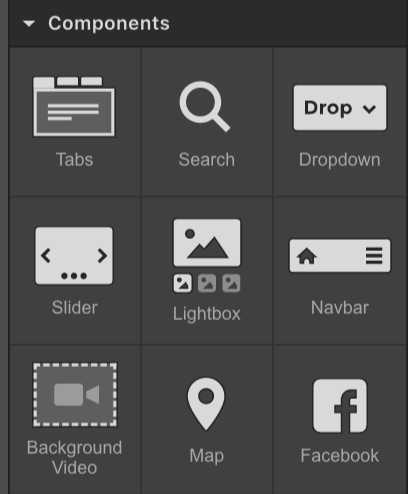 Components
Tabs
Search
Drop
Dropdown
Slider
Lightbox
Navbar
Background
Video
Map
Facebook